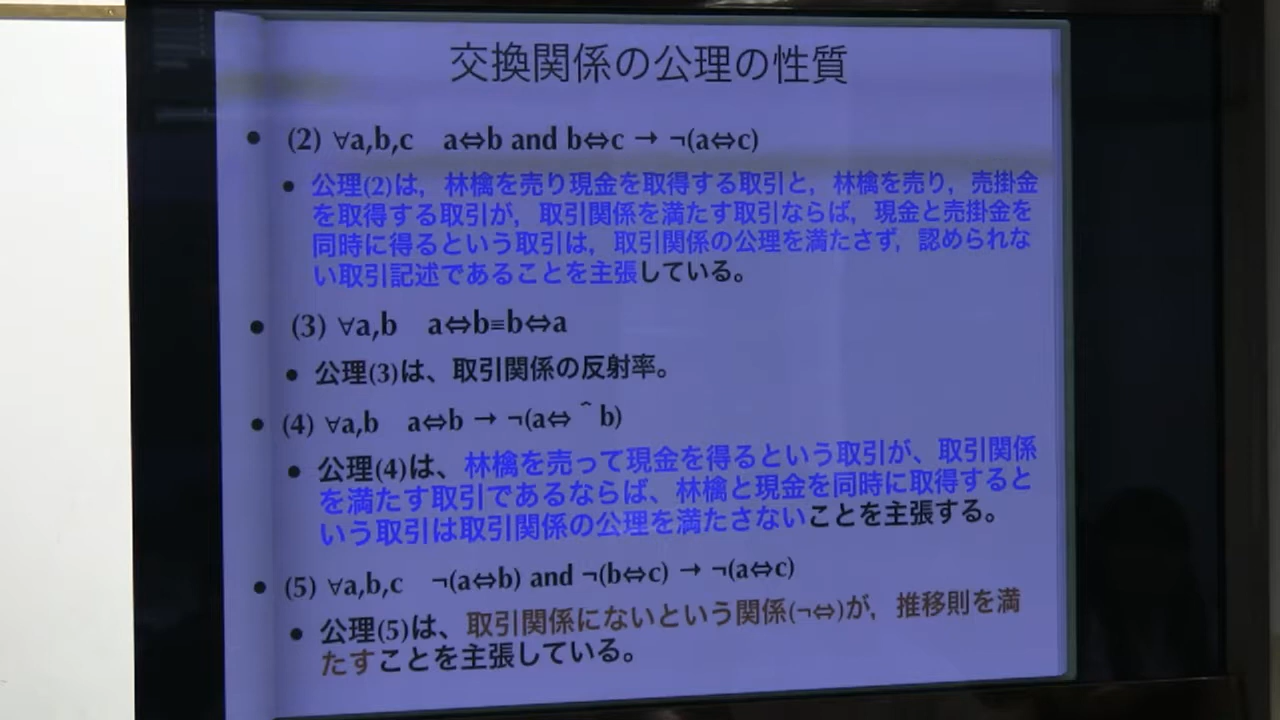 交換関係の公理の性質
• (2) ∀a,b,c a⇔b and b⇔c → ¬(a⇔c)
• 公理(2)は，林檎を売り現金を取得する取引と，林檎を売り，売掛金
を取得する取引が，取引関係を満たす取引ならば，現金と売掛金を
同時に得るという取引は，取引関係の公理を満たさず，認められな
い取引記述であることを主張している。
• (3) ∀a,b a⇔b≡b⇔a
• 公理(3)は、取引関係の反射率。
• (4) ∀a,b a⇔b → ¬(a⇔ ^ b)
• 公理(4)は、林檎を売って現金を得るという取引が、取引関係
を満たす取引であるならば、林檎と現金を同時に取得すると
いう取引は取引関係の公理を満たさないことを主張する。
• (5) ∀a,b,c ¬(a⇔b) and ¬(b⇔c) → ¬(a⇔c)
• 公理(5)は、取引関係にないという関係(¬⇔)が，推移則を満
たすことを主張している。